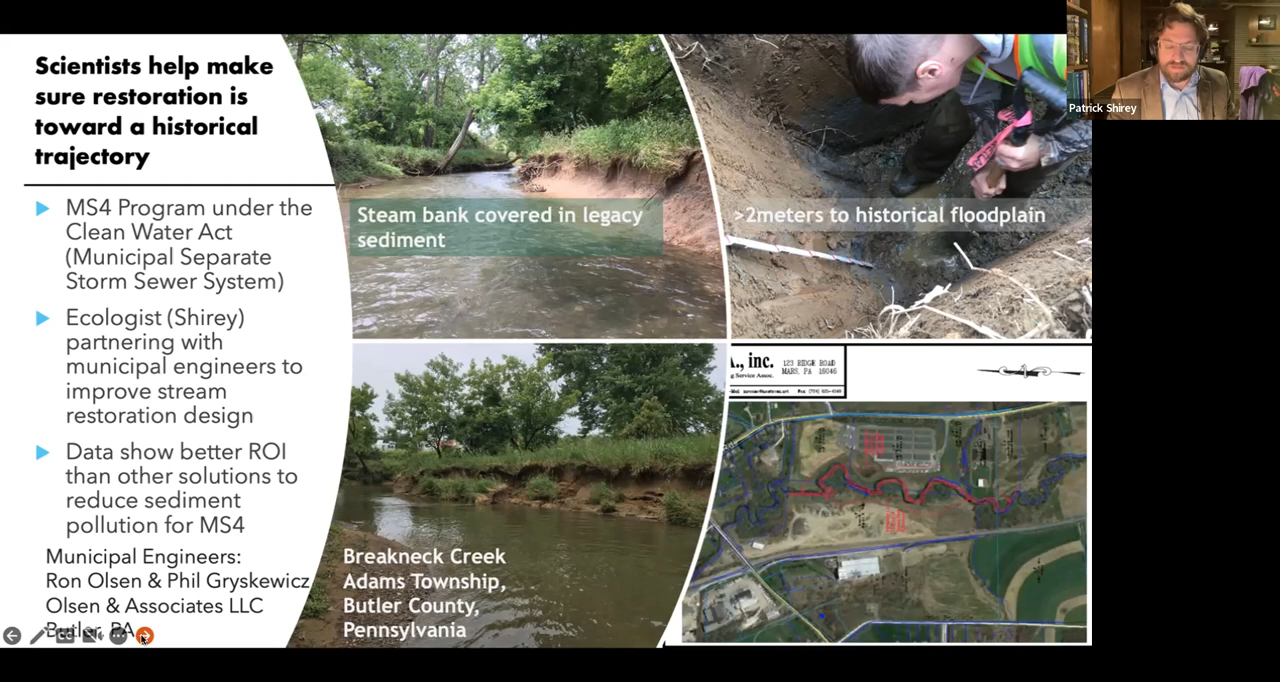 Scientists help make
sure restoration is
toward a historical
trajectory
MS4 Program under the
Clean Water Act
(Municipal Separate
Storm Sewer System)
Ecologist (Shirey)
partnering with
municipal engineers to
improve stream
restoration design
Data show better ROI
than other solutions to
reduce sediment
pollution for MS4
Municipal Engineers:
Ron Olsen & Phil Gryskewicz
Olsen & Associates LLC
Butler, PA
Steam bank covered in legacy
sediment
>2meters to historical floodplain
Breakneck Creek
Adams Township,
Butler County,
Pennsylvania
., inc.
123 RIDGE ROAD
MARS, PA 16046
Patrick Shirey